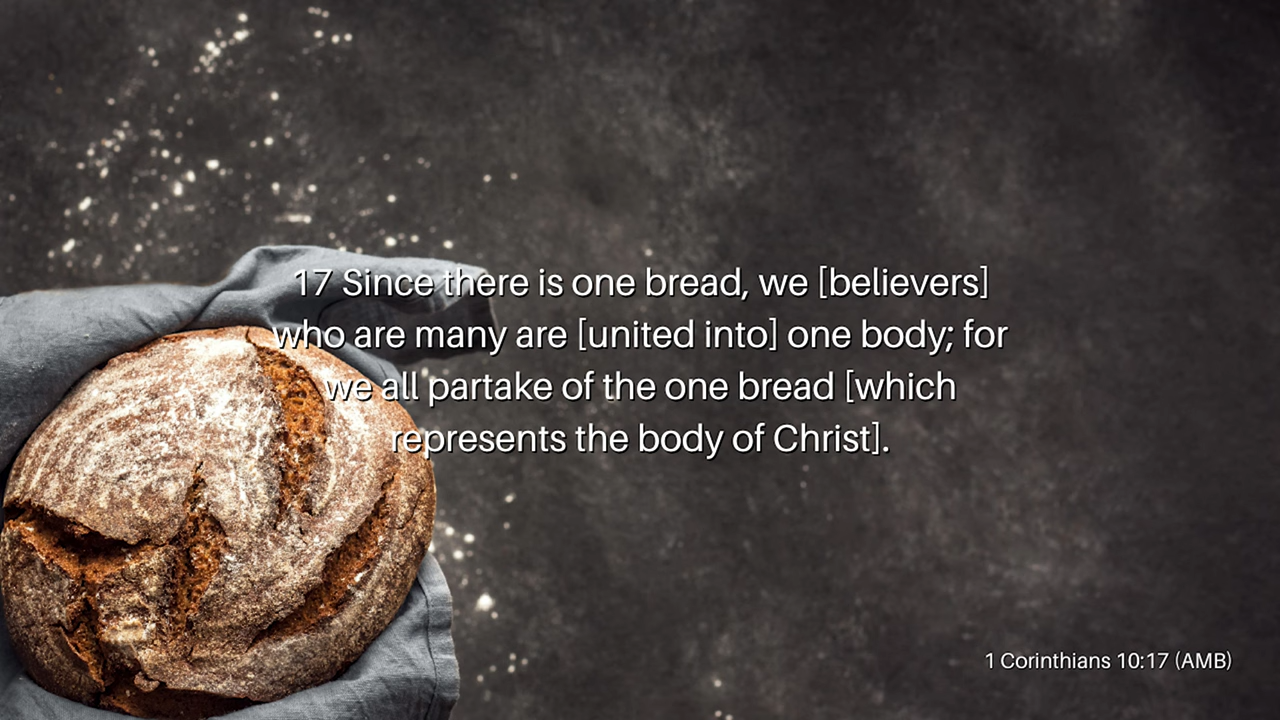 17 Since there is one bread, we [believers]
who are many are [united into] one body; for
we all partake of the one bread [which
represents the body of Christ].
1 Corinthians 10:17 (AMB)